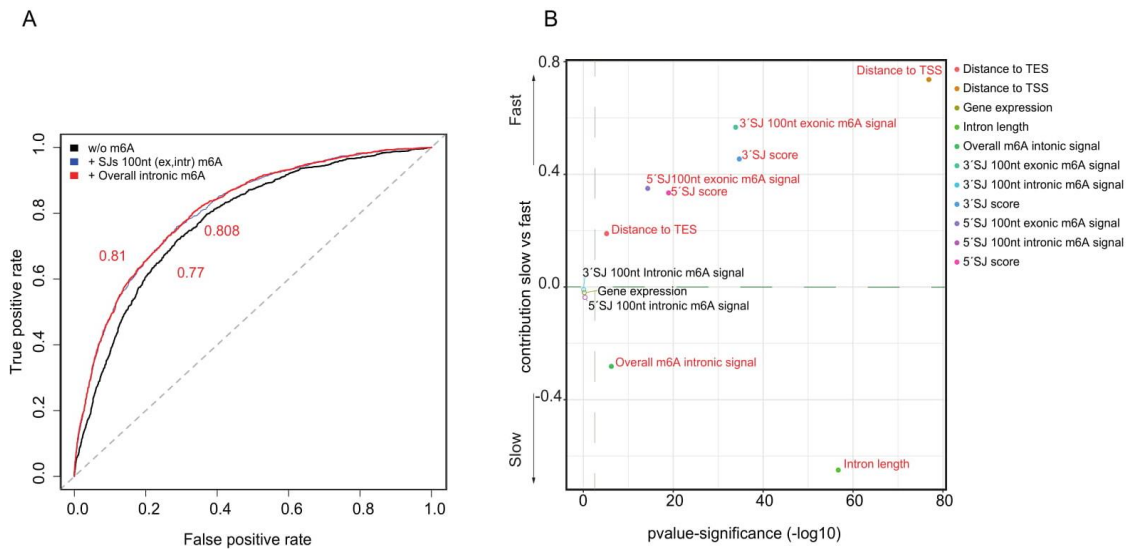 A
True positive rate
1.0
0.8
0.6
0.4
0.2
0.0
w/o m6A
+ SJs 100nt (ex,intr) m6A
+ Overall intronic m6A
0.81
0.808
0.77
0.0 0.2 0.4 0.6 0.8 1.0
False positive rate
B
contribution slow vs fast
Fast
Slow
0.8
0.4
0.0
-0.4
Distance to TSS
3´SJ 100nt exonic m6A signal
3´SJ score
5´SJ100nt exonic m6A signal
5´SJ score
Distance to TES
3´SJ 100nt Intronic m6A signal
Gene expression
5´SJ 100nt intronic m6A signal
Overall m6A intronic signal
Intron length
0 20 40 60 80
pvalue-significance (-log10)
Distance to TES
Distance to TSS
Gene expression
Intron length
Overall m6A intonic signal
3´SJ 100nt exonic m6A signal
3´SJ 100nt intronic m6A signal
3´SJ score
5´SJ 100nt exonic m6A signal
5´SJ 100nt intronic m6A signal
5´SJ score